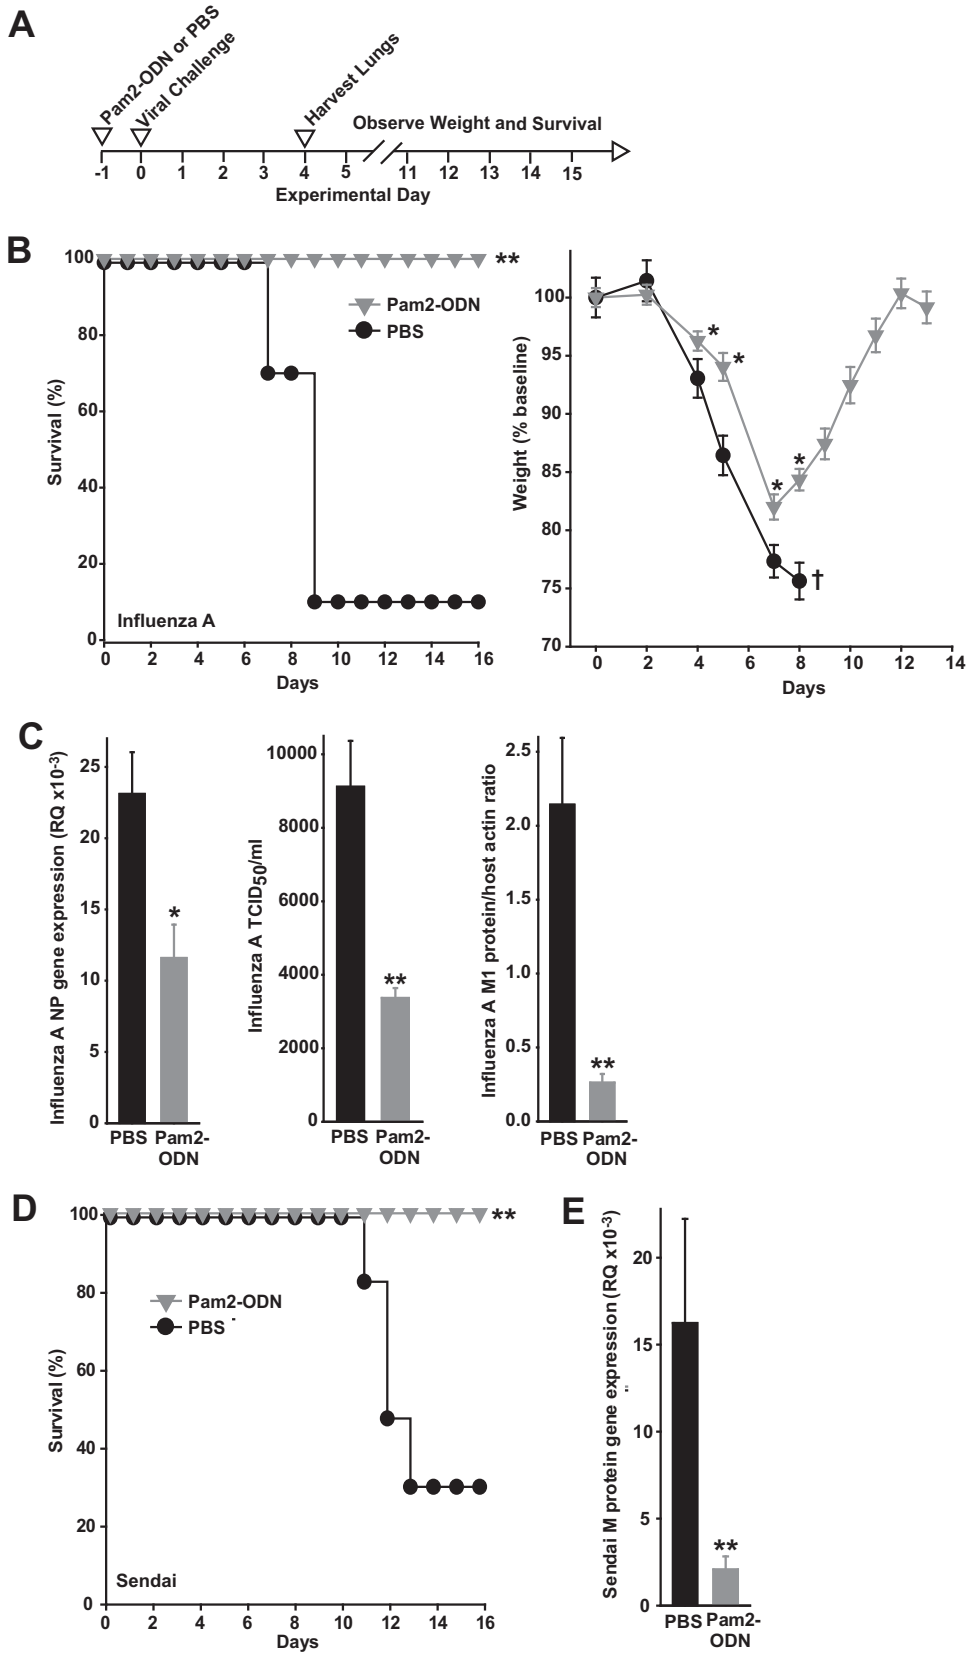 A
Pam2-ODN or PBS
Viral Challenge
Harvest Lungs
Observe Weight and Survival
-1 0 1 2 3 4 5 11 12 13 14 15
Experimental Day
B
Survival (%)
100
80
60
40
20
0
**
Pam2-ODN
PBS
Influenza A
0 2 4 6 8 10 12 14 16
Days
Weight (% baseline)
100
95
90
85
80
75
70
*
*
*
*
†
0 2 4 6 8 10 12 14
Days
C
Influenza A NP gene expression (RQ x10-3)
25
20
15
10
5
0
*
PBS Pam2-
ODN
Influenza A TCID50/ml
10000
8000
6000
4000
2000
0
**
PBS Pam2-
ODN
Influenza A M1 protein/host actin ratio
2.5
2.0
1.5
1.0
0.5
0.0
**
PBS Pam2-
ODN
D
Survival (%)
100
80
60
40
20
0
**
Pam2-ODN
PBS
Sendai
0 2 4 6 8 10 12 14 16
Days
E
Sendai M protein gene expression (RQ x10-3)
20
15
10
5
0
**
PBS Pam2-
ODN